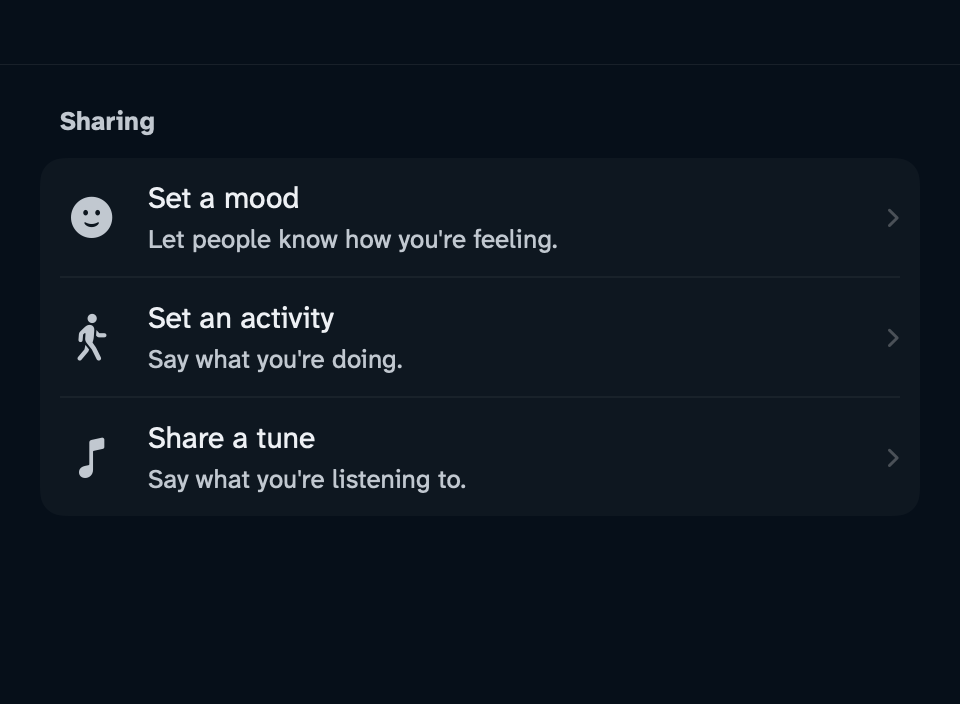 Sharing
Set a mood
Let people know how you're feeling.
Set an activity
Say what you're doing.
Share a tune
Say what you're listening to.